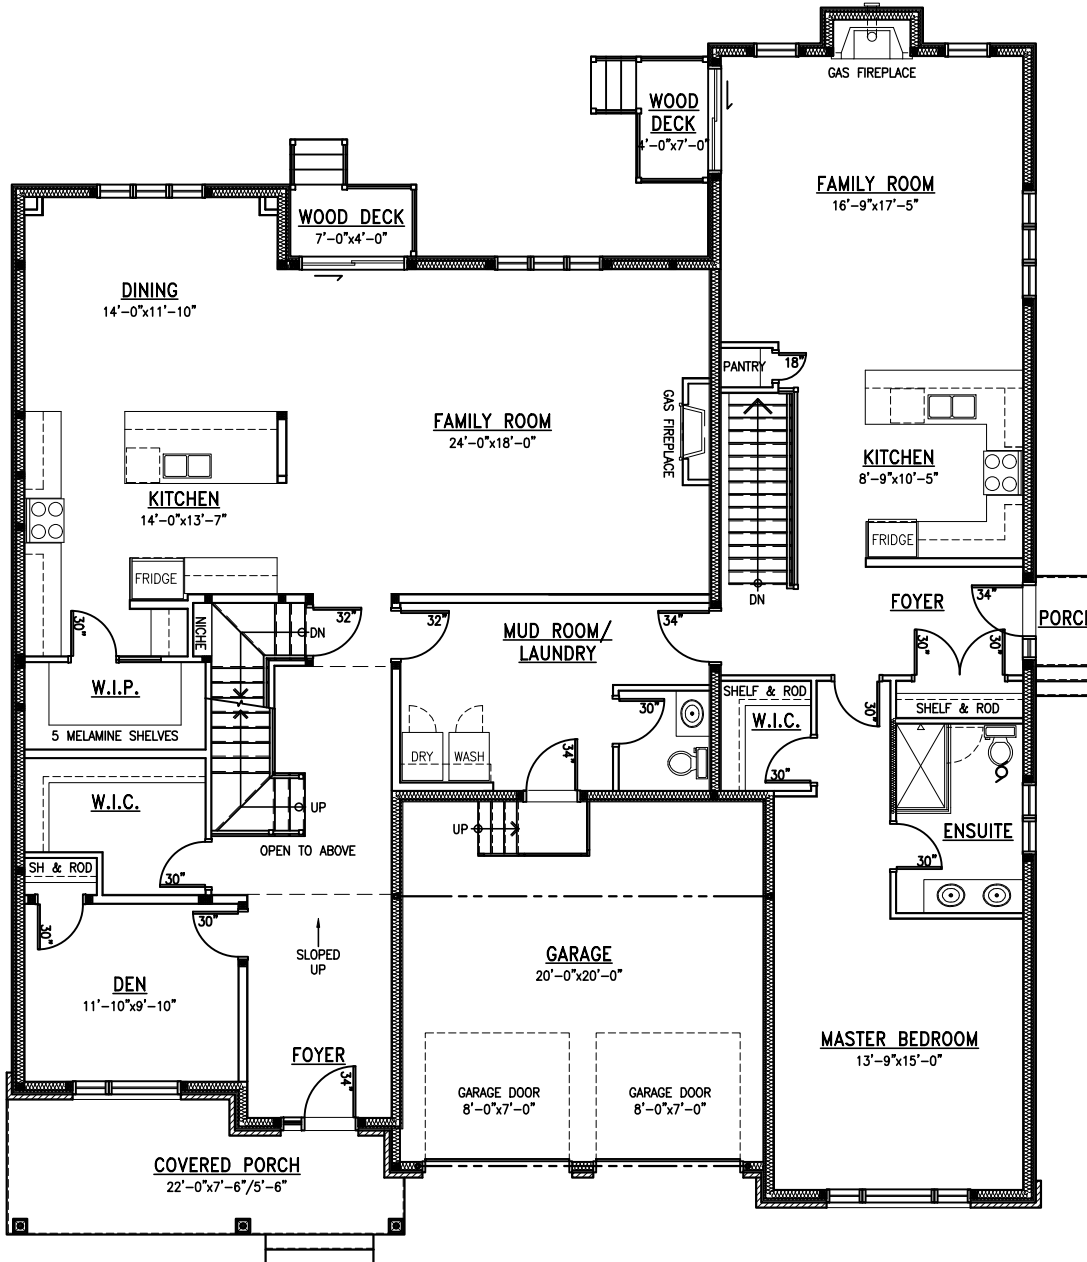 GAS FIREPLACE
WOOD
DECK
4'-0"x7'-0"
FAMILY ROOM
16'-9"x17'-5"
WOOD DECK
7'-0"x4'-0"
DINING
14'-0"x11'-10"
PANTRY
18"
FAMILY ROOM
24'-0"x18'-0"
GAS FIREPLACE
KITCHEN
8'-9"x10'-5"
KITCHEN
14'-0"x13'-7"
FRIDGE
FRIDGE
DN
34"
FOYER
PORCH
NICHE
DN
32"
32"
MUD ROOM/
LAUNDRY
34"
30"
30"
30"
W.I.P.
5 MELAMINE SHELVES
SHELF & ROD
W.I.C.
30"
30"
SHELF & ROD
30"
DRY
WASH
34"
30"
W.I.C.
UP
UP
OPEN TO ABOVE
SH & ROD
30"
ENSUITE
30"
30"
30"
SLOPED
UP
GARAGE
20'-0"x20'-0"
DEN
11'-10"x9'-10"
FOYER
34"
MASTER BEDROOM
13'-9"x15'-0"
GARAGE DOOR
8'-0"x7'-0"
GARAGE DOOR
8'-0"x7'-0"
COVERED PORCH
22'-0"x7'-6"/5'-6"